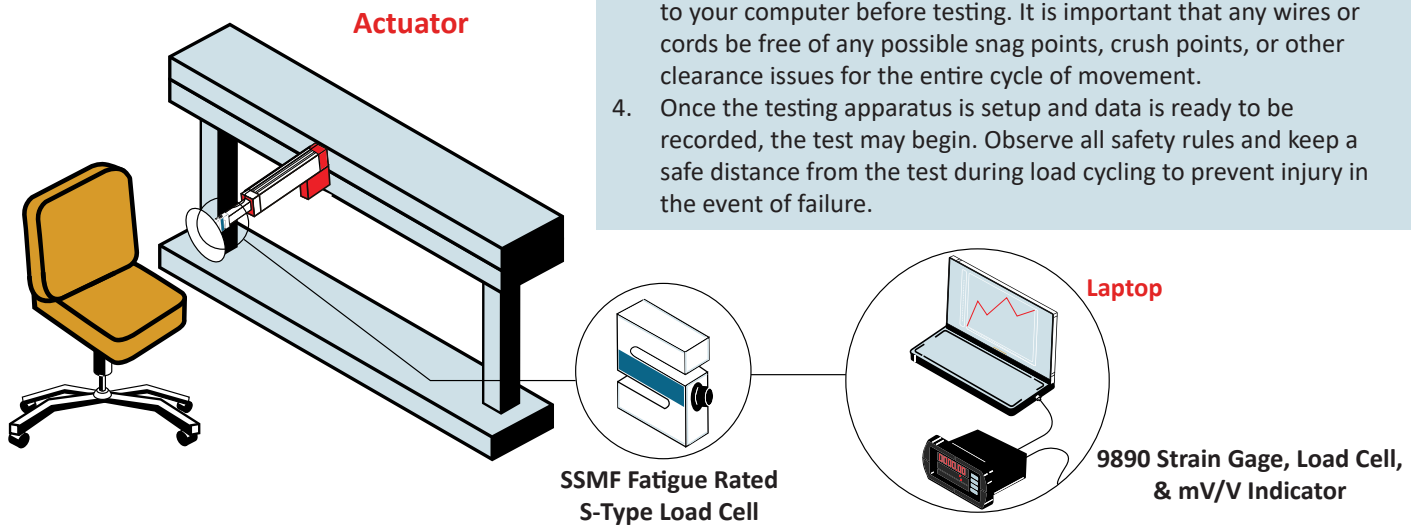 Actuator
to your computer before testing. It is important that any wires or
cords be free of any possible snag points, crush points, or other
clearance issues for the entire cycle of movement.
4. Once the testing apparatus is setup and data is ready to be
recorded, the test may begin. Observe all safety rules and keep a
safe distance from the test during load cycling to prevent injury in
the event of failure.
Laptop
SSMF Fatigue Rated
S-Type Load Cell
9890 Strain Gage, Load Cell,
& mV/V Indicator